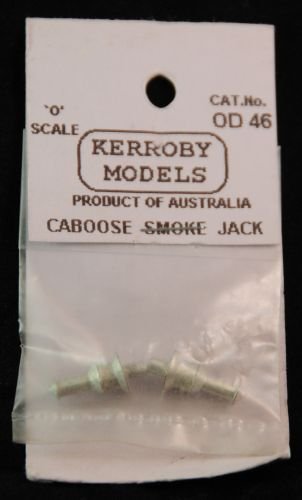 'O'
SCALE
CAT.No.
OD 46
KERROBY
MODELS
PRODUCT OF AUSTRALIA
CABOOSE SMOKE JACK